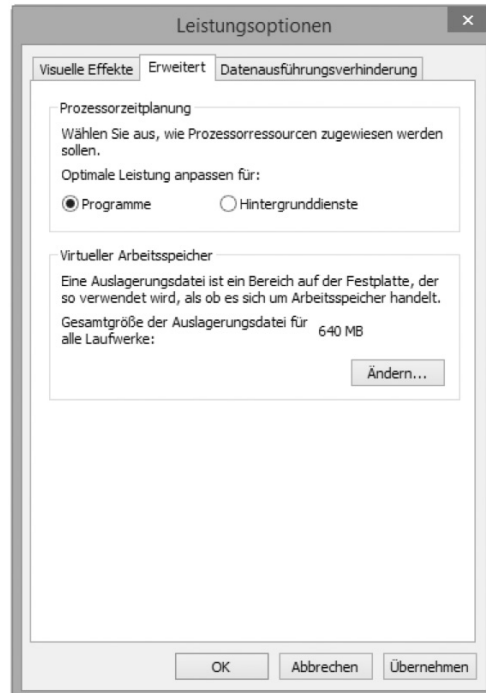 Leistungsoptionen
Visuelle Effekte Erweitert Datenausführungsverhinderung
Prozessorzeitplanung
Wählen Sie aus, wie Prozessorressourcen zugewiesen werden
sollen.
Optimale Leistung anpassen für:
Programme Hintergrunddienste
Virtueller Arbeitsspeicher
Eine Auslagerungsdatei ist ein Bereich auf der Festplatte, der
so verwendet wird, als ob es sich um Arbeitsspeicher handelt.
Gesamtgröße der Auslagerungsdatei für
alle Laufwerke: 640 MB
Ändern...
OK Abbrechen Übernehmen